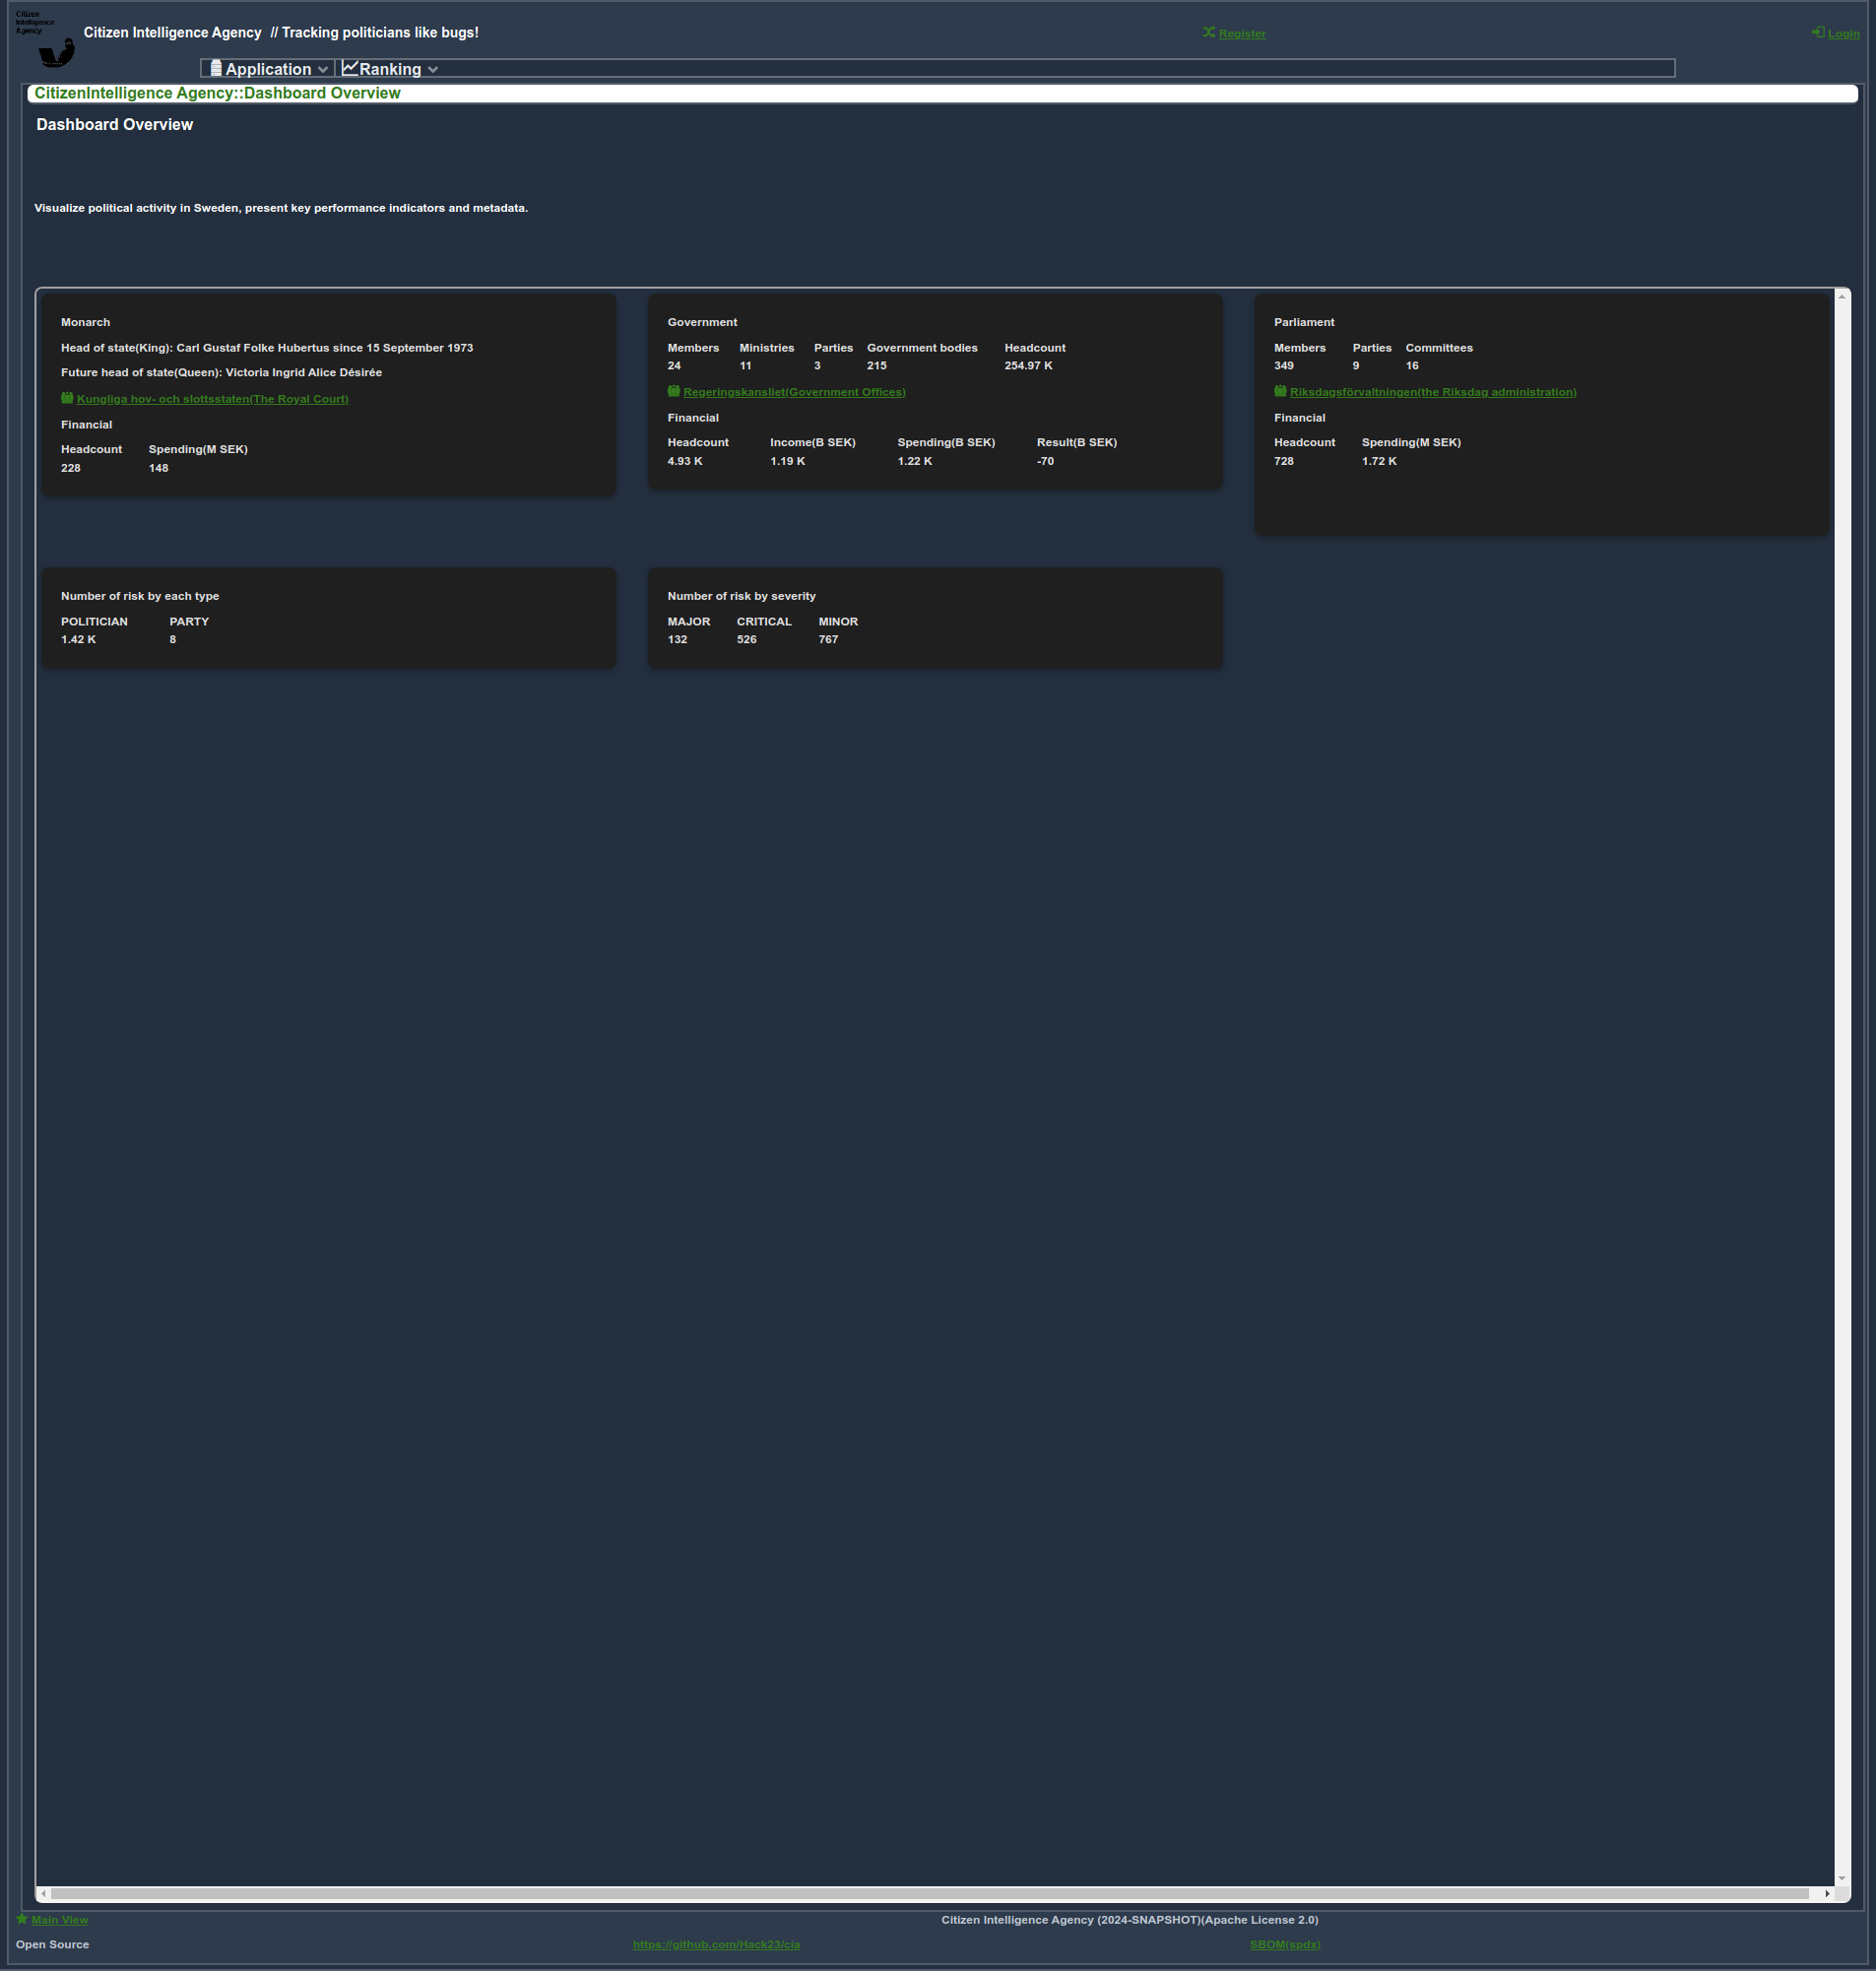 Citizen
Intelligence
Agency
Citizen Intelligence Agency // Tracking politicians like bugs!
Register
Login
Application
Ranking
CitizenIntelligence Agency::Dashboard Overview
Dashboard Overview
Visualize political activity in Sweden, present key performance indicators and metadata.
Monarch
Head of state(King): Carl Gustaf Folke Hubertus since 15 September 1973
Future head of state(Queen): Victoria Ingrid Alice Désirée
Kungliga hov- och slottsstaten(The Royal Court)
Financial
Headcount Spending(M SEK)
228 148
Government
Members Ministries Parties Government bodies Headcount
24 11 3 215 254.97 K
Regeringskansliet(Government Offices)
Financial
Headcount Income(B SEK) Spending(B SEK) Result(B SEK)
4.93 K 1.19 K 1.22 K -70
Parliament
Members Parties Committees
349 9 16
Riksdagsförvaltningen(the Riksdag administration)
Financial
Headcount Spending(M SEK)
728 1.72 K
Number of risk by each type
POLITICIAN PARTY
1.42 K 8
Number of risk by severity
MAJOR CRITICAL MINOR
132 526 767
Main View
Citizen Intelligence Agency (2024-SNAPSHOT)(Apache License 2.0)
Open Source
https://github.com/Hack23/cia
SBOM(spdx)